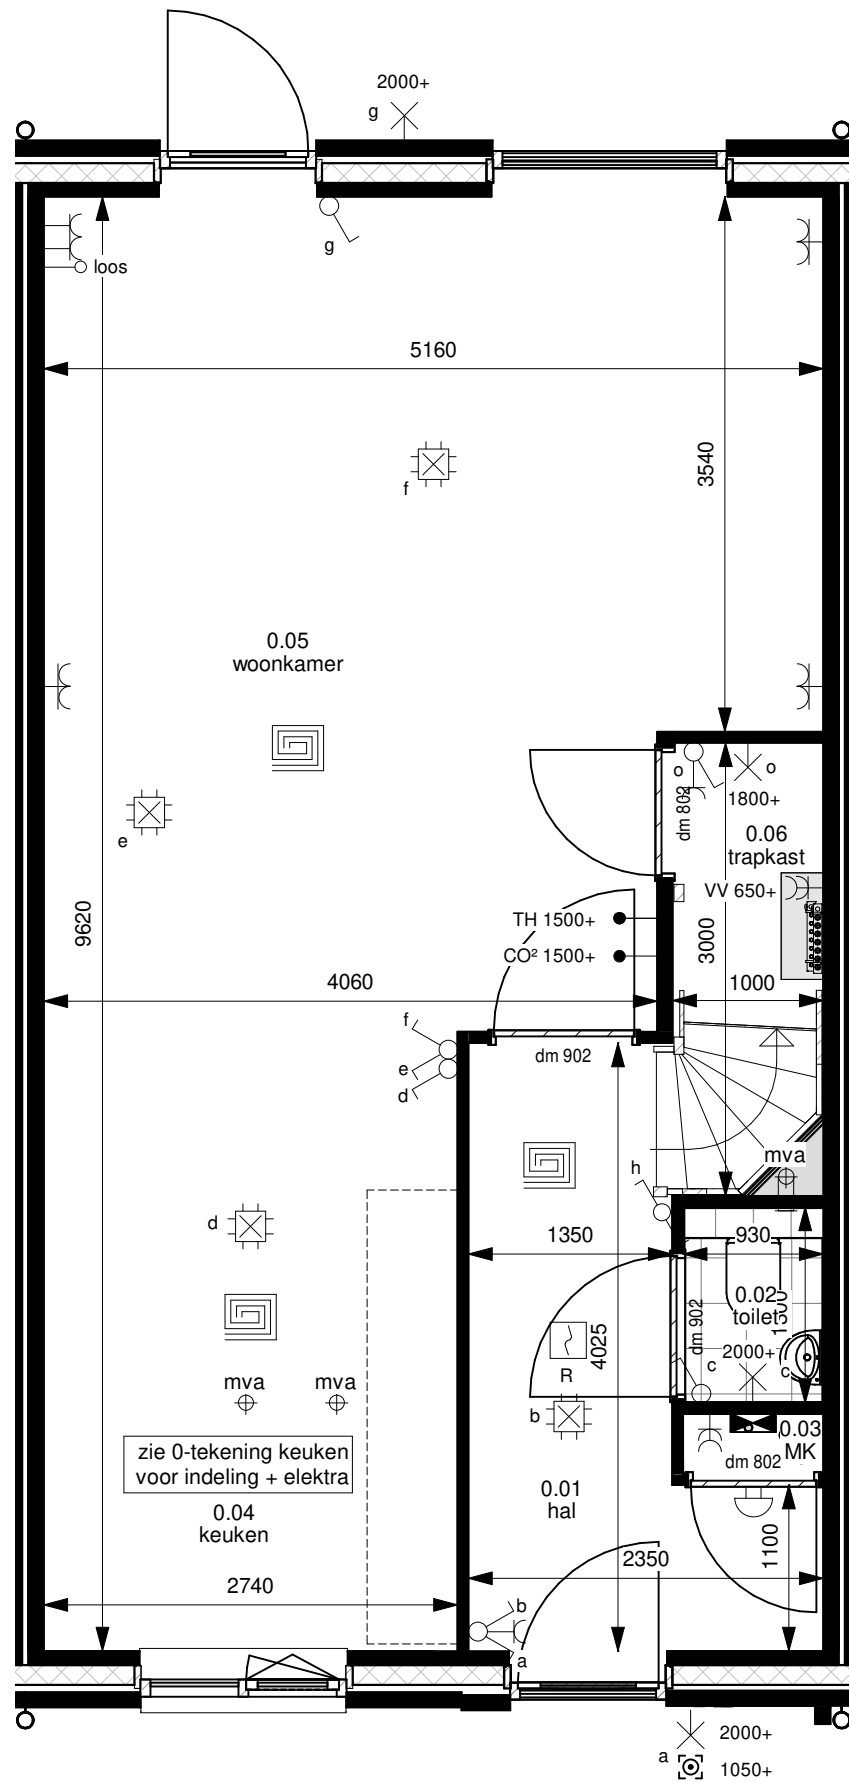 2000+
g
g
loos
5160
3540
f
0.05
woonkamer
o
o
1800+
dm 802
0.06
trapkast
e
VV 650+
9620
TH 1500+
3000
CO² 1500+
4060
1000
f
dm 902
e
d
mva
h
d
1350
930
0.02
toilet
1500
dm 902
4025
2000+
R
c
c
mva
mva
b
0.03
MK
zie 0-tekening keuken
voor indeling + elektra
dm 802
0.01
hal
0.04
keuken
1100
2350
2740
b
a
2000+
a
1050+